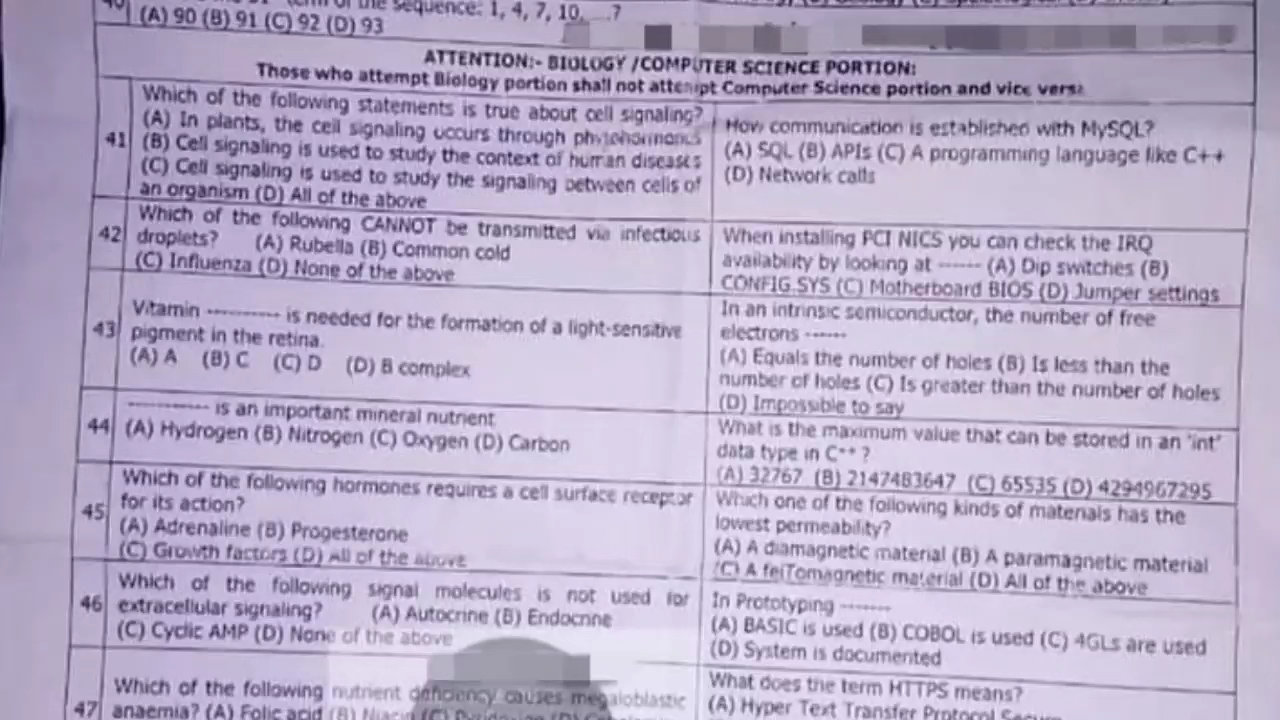 40
term of the sequence: 1, 4, 7, 10, ...?
(A) 90 (B) 91 (C) 92 (D) 93
ATTENTION:- BIOLOGY /COMPUTER SCIENCE PORTION:
Those who attempt Biology portion shall not attempt Computer Science portion and vice versa
41
Which of the following statements is true about cell signaling?
(A) In plants, the cell signaling occurs through phytohormones
(B) Cell signaling is used to study the context of human diseases
(C) Cell signaling is used to study the signaling between cells of
an organism (D) All of the above
How communication is established with MySQL?
(A) SQL (B) APIs (C) A programming language like C++
(D) Network calls
42
Which of the following CANNOT be transmitted via infectious
droplets? (A) Rubella (B) Common cold
(C) Influenza (D) None of the above
When installing PCI NICS you can check the IRQ
availability by looking at ------ (A) Dip switches (B)
CONFIG.SYS (C) Motherboard BIOS (D) Jumper settings
43
Vitamin ----------- is needed for the formation of a light-sensitive
pigment in the retina.
(A) A (B) C (C) D (D) B complex
In an intrinsic semiconductor, the number of free
electrons ------
(A) Equals the number of holes (B) Is less than the
number of holes (C) Is greater than the number of holes
(D) Impossible to say
44
------------ is an important mineral nutrient
(A) Hydrogen (B) Nitrogen (C) Oxygen (D) Carbon
What is the maximum value that can be stored in an 'int'
data type in C++ ?
(A) 32767 (B) 2147483647 (C) 65535 (D) 4294967295
45
Which of the following hormones requires a cell surface receptor
for its action?
(A) Adrenaline (B) Progesterone
(C) Growth factors (D) All of the above
Which one of the following kinds of materials has the
lowest permeability?
(A) A diamagnetic material (B) A paramagnetic material
(C) A feiTomagnetic material (D) All of the above
46
Which of the following signal molecules is not used for
extracellular signaling? (A) Autocrine (B) Endocrine
(C) Cyclic AMP (D) None of the above
In Prototyping -------
(A) BASIC is used (B) COBOL is used (C) 4GLs are used
(D) System is documented
47
Which of the following nutrient deficiency causes megaloblastic
anaemia? (A) Folic acid (B) Niacin (C) Pyridoxine (D)
What does the term HTTPS means?
(A) Hyper Text Transfer Protocol Secure